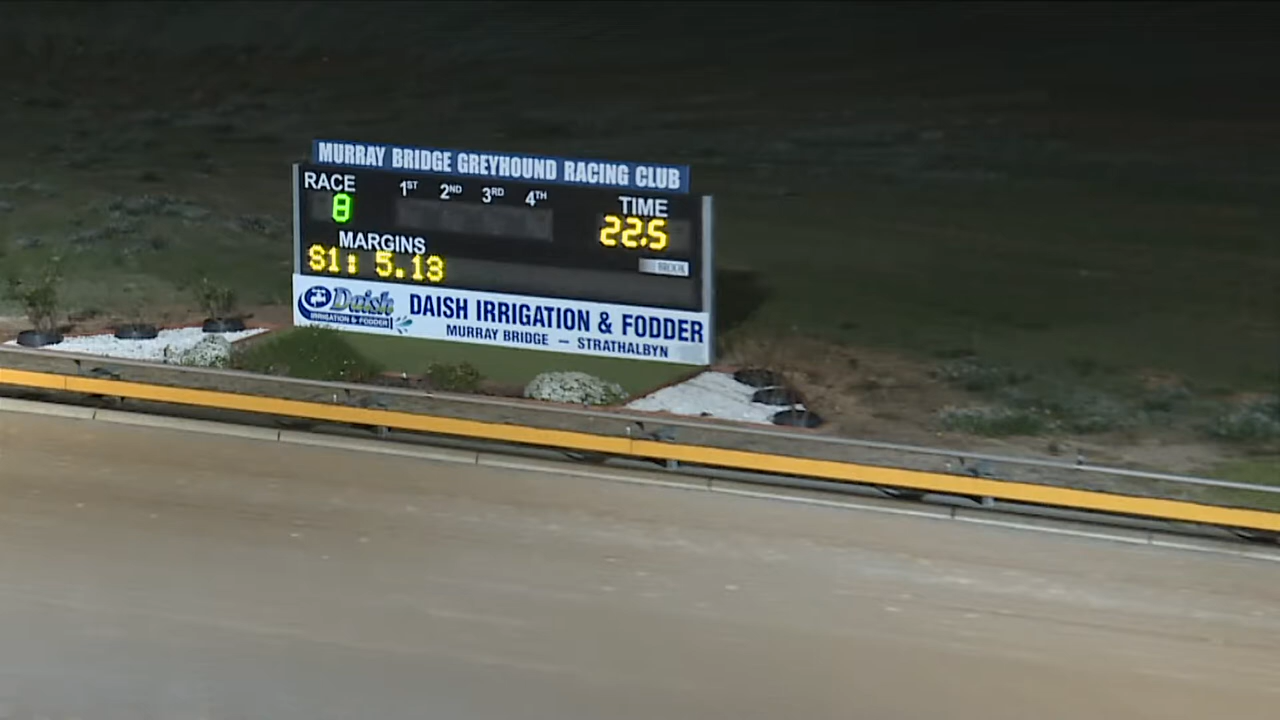 MURRAY BRIDGE GREYHOUND RACING CLUB
RACE 1ST 2ND 3RD 4TH TIME
8 22.5
MARGINS
S1: 5.13
BROOK
Daish
IRRIGATION & FODDER
DAISH IRRIGATION & FODDER
MURRAY BRIDGE — STRATHALBYN